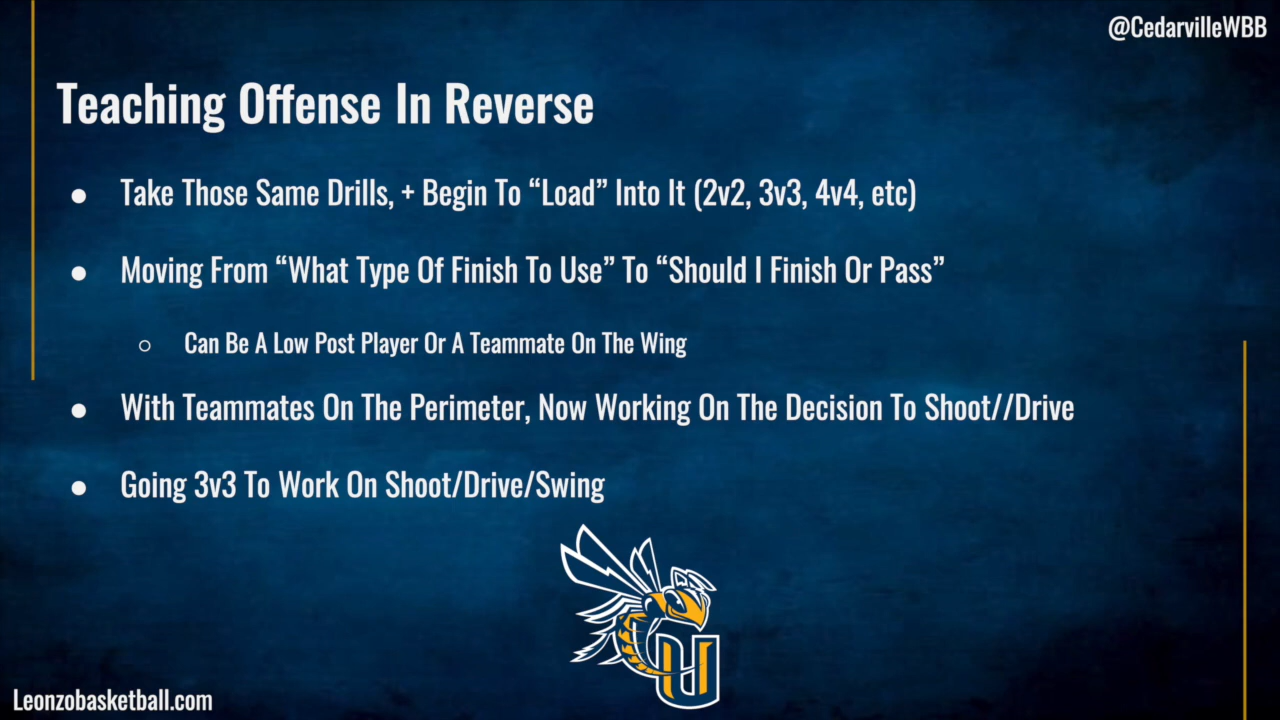 @CedarvilleWBB
Teaching Offense In Reverse
● Take Those Same Drills, + Begin To “Load” Into It (2v2, 3v3, 4v4, etc)
● Moving From “What Type Of Finish To Use” To “Should I Finish Or Pass”
○ Can Be A Low Post Player Or A Teammate On The Wing
● With Teammates On The Perimeter, Now Working On The Decision To Shoot//Drive
● Going 3v3 To Work On Shoot/Drive/Swing
U
Leonzobasketball.com